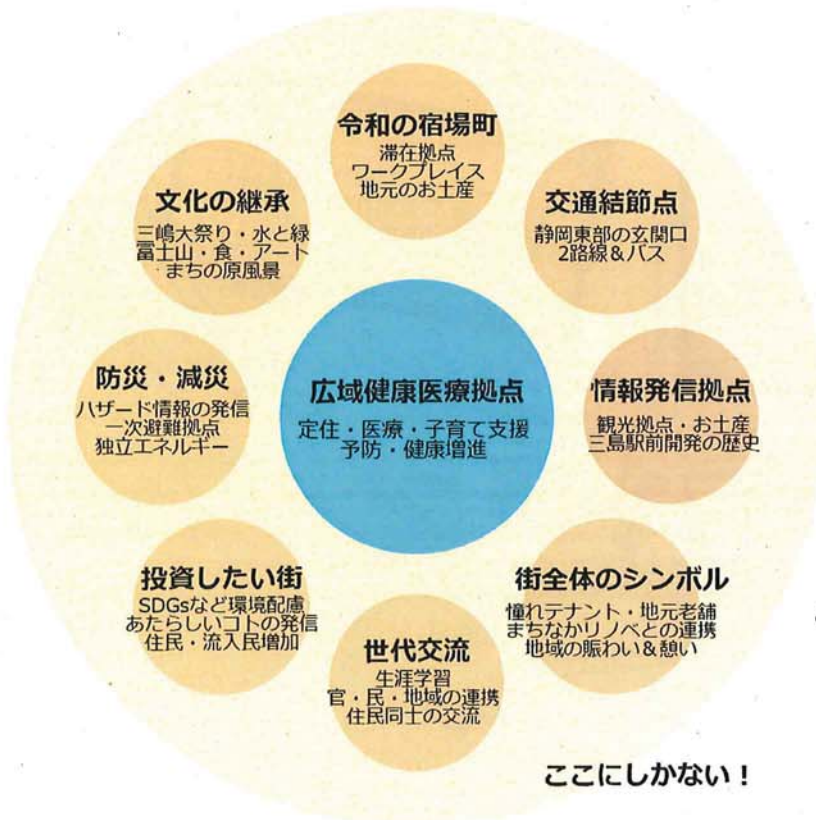 令和の宿場町
滞在拠点
ワークプレイス
地元のお土産
交通結節点
静岡東部の玄関口
2路線&バス
情報発信拠点
観光拠点・お土産
三島駅前開発の歴史
街全体のシンボル
憧れテナント・地元老舗
まちなかリノベとの連携
地域の賑わい&憩い
世代交流
生涯学習
官・民・地域の連携
住民同士の交流
投資したい街
SDGsなど環境配慮
あたらしいコトの発信
住民・流入民増加
防災・減災
ハザード情報の発信
一次避難拠点
独立エネルギー
文化の継承
三嶋大祭り・水と緑
冨士山・食・アート
まちの原風景
広域健康医療拠点
定住・医療・子育て支援
予防・健康増進
ここにしかない!